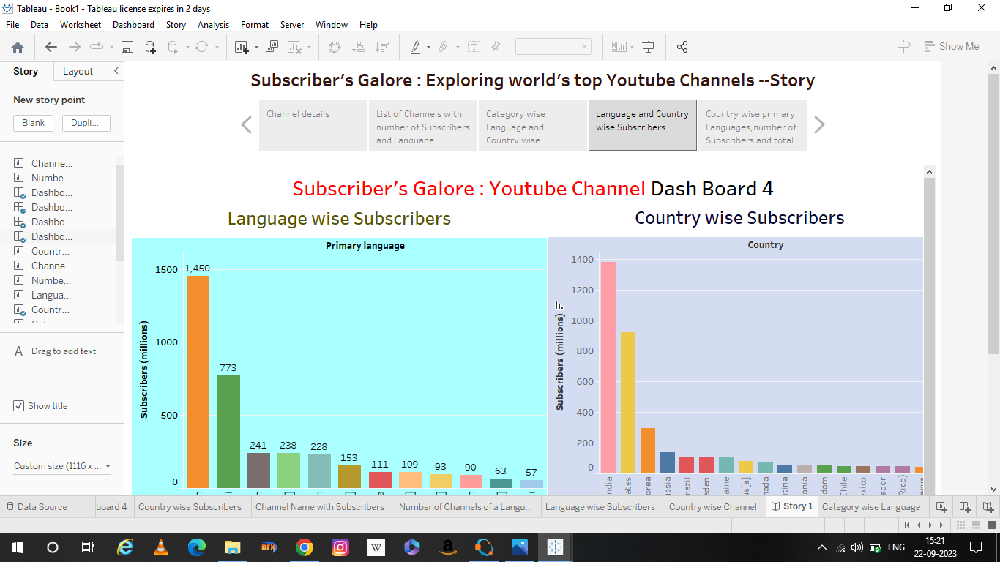 Tableau - Book1 - Tableau license expires in 2 days
File Data Worksheet Dashboard Story Analysis Format Server Window Help
Show Me
Story Layout
New story point
Blank Dupli...
Channe...
Numbe...
Dashbo...
Dashbo...
Dashbo...
Dashbo...
Countr...
Channe...
Numbe...
Langua...
Countr...
A Drag to add text
Show title
Size
Custom size (1116 x ...
Subscriber's Galore : Exploring world's top Youtube Channels --Story
Channel details
List of Channels with
number of Subscribers
and Language
Category wise
Language and
Country wise
Language and Country
wise Subscribers
Country wise primary
Languages,number of
Subscribers and total
Subscriber's Galore : Youtube Channel Dash Board 4
Language wise Subscribers
Primary language
Subscribers (millions)
1500
1000
500
0
1,450
773
241
238
228
153
111
109
93
90
63
57
Country wise Subscribers
Country
Subscribers (millions)
1400
1200
1000
800
600
400
200
0
India
ates
orea
ussia
razil
eden
raine
us[a]
nada
ntina
ania
dom
Chile
exico
ador
Rico)
Data Source board 4 Country wise Subscribers Channel Name with Subscribers Number of Channels of a Langu... Language wise Subscribers Country wise Channel Story 1 Category wise Language
DFX W a ENG
15:21
22-09-2023